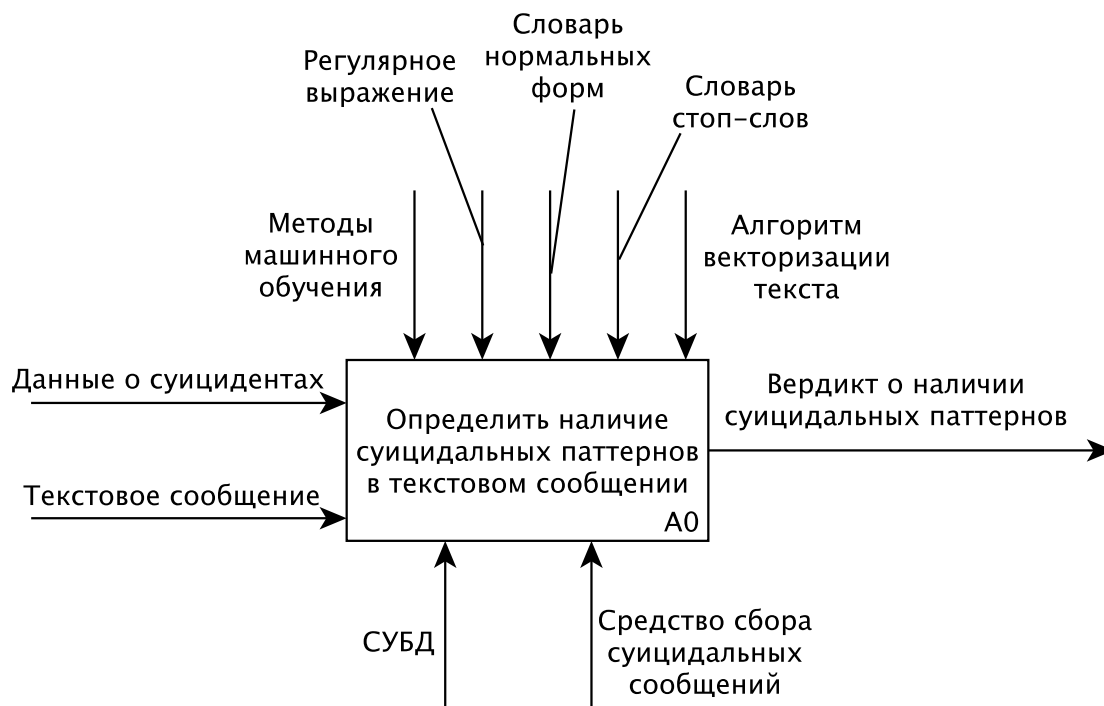 Словарь
нормальных
форм
Регулярное
выражение
Словарь
стоп-слов
Методы
машинного
обучения
Алгоритм
векторизации
текста
Данные о суицидентах
Текстовое сообщение
Определить наличие
суицидальных паттернов
в текстовом сообщении
A0
Вердикт о наличии
суицидальных паттернов
СУБД
Средство сбора
суицидальных
сообщений